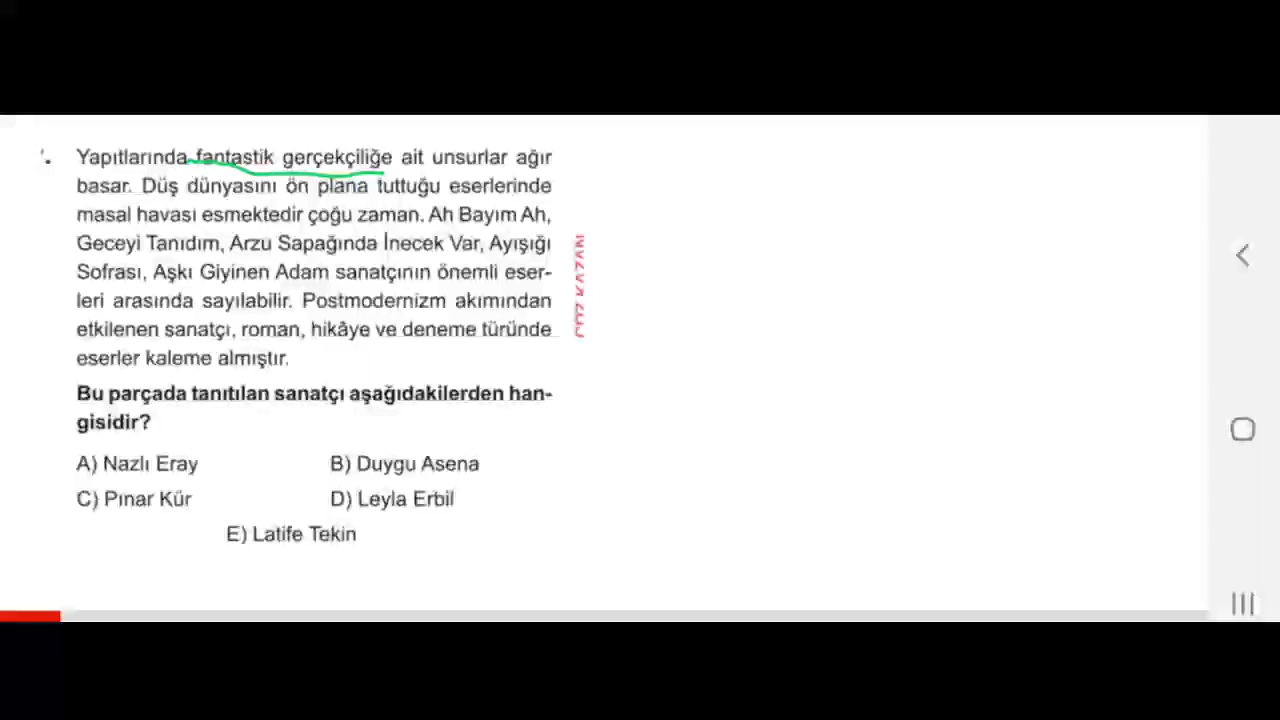 Yapıtlarında fantastik gerçekçiliğe ait unsurlar ağır
basar. Düş dünyasını ön plana tuttuğu eserlerinde
masal havası esmektedir çoğu zaman. Ah Bayım Ah,
Geceyi Tanıdım, Arzu Sapağında İnecek Var, Ayışığı
Sofrası, Aşkı Giyinen Adam sanatçının önemli eser-
leri arasında sayılabilir. Postmodernizm akımından
etkilenen sanatçı, roman, hikâye ve deneme türünde
eserler kaleme almıştır.
Bu parçada tanıtılan sanatçı aşağıdakilerden han-
gisidir?
A) Nazlı Eray
B) Duygu Asena
C) Pınar Kür
D) Leyla Erbil
E) Latife Tekin